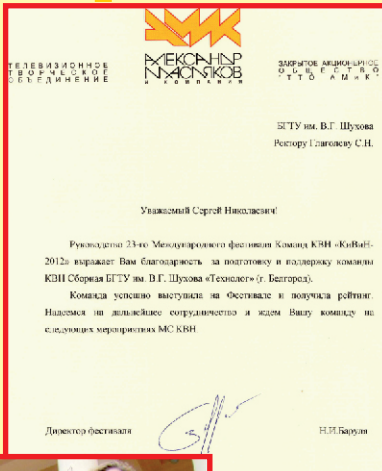 ТЕЛЕВИЗИОННОЕ
ТВОРЧЕСКОЕ
ОБЪЕДИНЕНИЕ
АМИК
АЛЕКСАНДР
МАСЛЯКОВ
И КОМПАНИЯ
ЗАКРЫТОЕ АКЦИОНЕРНОЕ
ОБЩЕСТВО
"ТТО АМиК"
БГТУ им. В.Г. Шухова
Ректору Глаголеву С.Н.
Уважаемый Сергей Николаевич!
Руководство 23-го Международного фестиваля Команд КВН «КиВиН-
2012» выражает Вам благодарность за подготовку и поддержку команды
КВН Сборная БГТУ им. В.Г. Шухова «Технолог» (г. Белгород).
Команда успешно выступила на Фестивале и получила рейтинг.
Надеемся на дальнейшее сотрудничество и ждем Вашу команду на
следующих мероприятиях МС КВН.
Директор фестиваля
Н.И.Барули